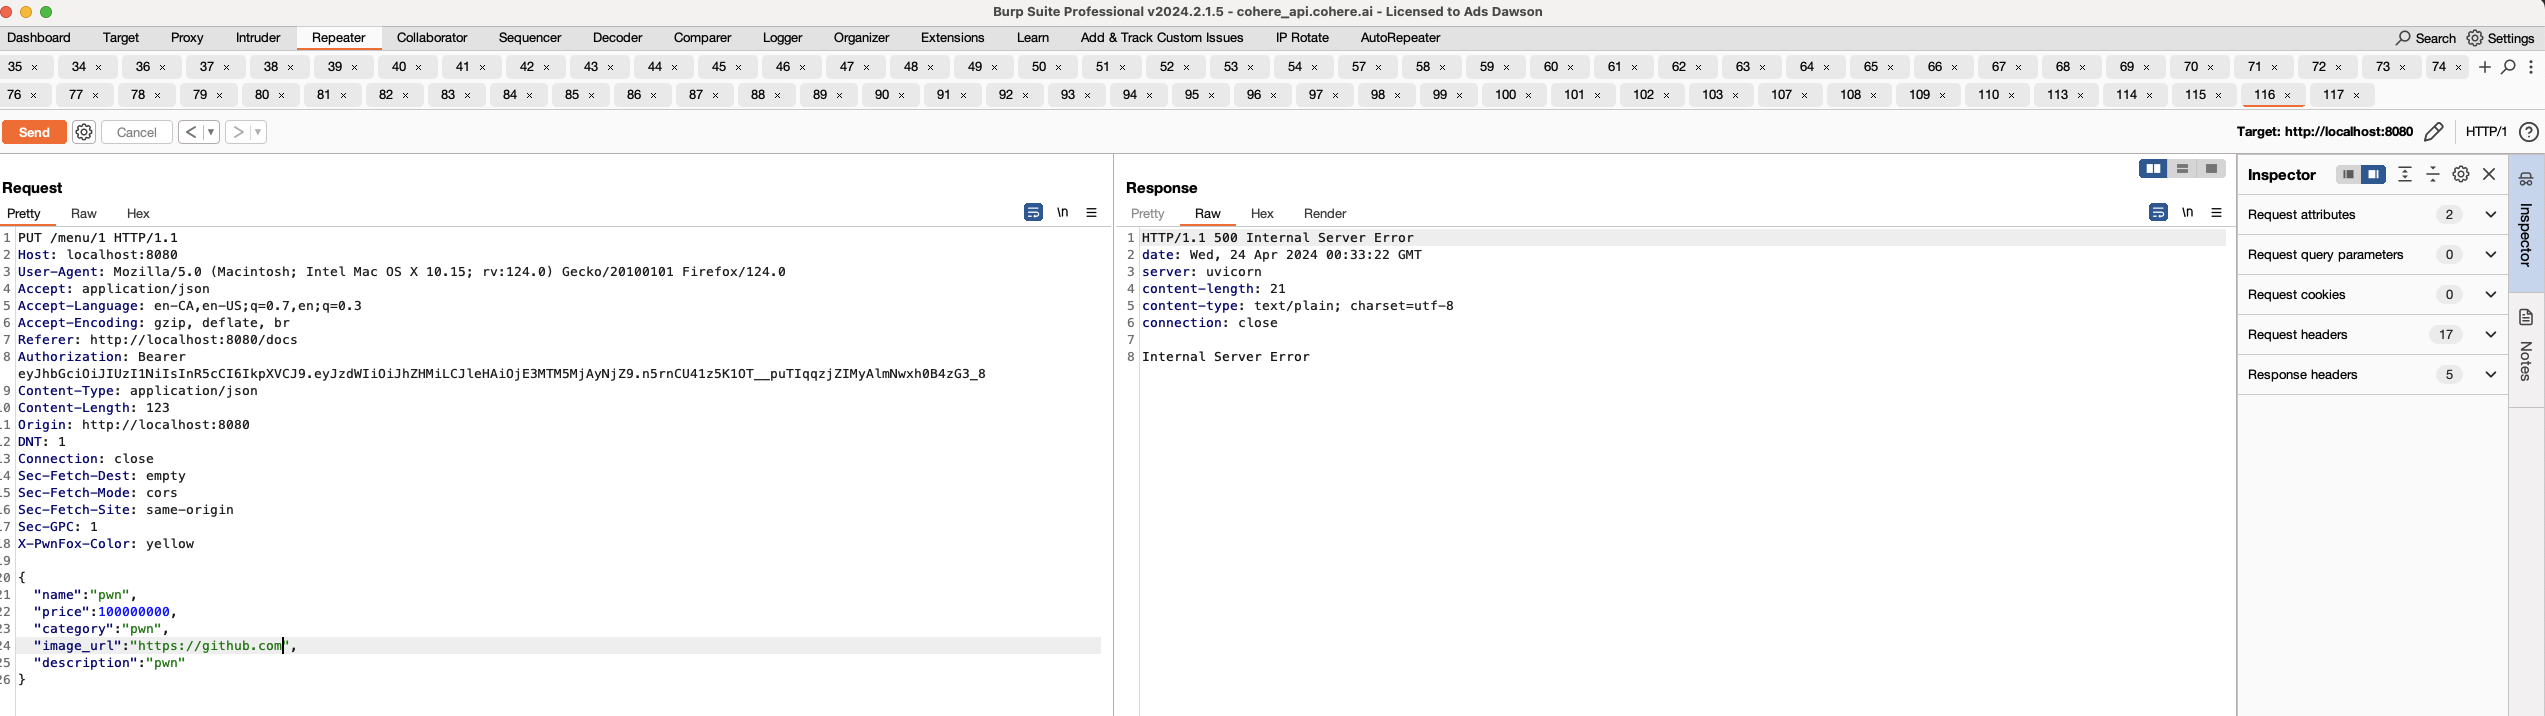 Burp Suite Professional v2024.2.1.5 - cohere_api.cohere.ai - Licensed to Ads Dawson
Dashboard Target Proxy Intruder Repeater Collaborator Sequencer Decoder Comparer Logger Organizer Extensions Learn Add & Track Custom Issues IP Rotate AutoRepeater Search Settings
35 × 34 × 36 × 37 × 38 × 39 × 40 × 41 × 42 × 43 × 44 × 45 × 46 × 47 × 48 × 49 × 50 × 51 × 52 × 53 × 54 × 57 × 58 × 59 × 60 × 61 × 62 × 63 × 64 × 65 × 66 × 67 × 68 × 69 × 70 × 71 × 72 × 73 × 74 ×
76 × 77 × 78 × 79 × 80 × 81 × 82 × 83 × 84 × 85 × 86 × 87 × 88 × 89 × 90 × 91 × 92 × 93 × 94 × 95 × 96 × 97 × 98 × 99 × 100 × 101 × 102 × 103 × 107 × 108 × 109 × 110 × 113 × 114 × 115 × 116 × 117 ×
Send Cancel < > Target: http://localhost:8080 HTTP/1 ?
Request
Pretty Raw Hex \n
1 PUT /menu/1 HTTP/1.1
2 Host: localhost:8080
3 User-Agent: Mozilla/5.0 (Macintosh; Intel Mac OS X 10.15; rv:124.0) Gecko/20100101 Firefox/124.0
4 Accept: application/json
5 Accept-Language: en-CA,en-US;q=0.7,en;q=0.3
6 Accept-Encoding: gzip, deflate, br
7 Referer: http://localhost:8080/docs
8 Authorization: Bearer
eyJhbGciOiJIUzI1NiIsInR5cCI6IkpXVCJ9.eyJzdWIiOiJhZHMiLCJleHAiOjE3MTM5MjAyNjZ9.n5rnCU41z5K1OT__puTIqqzjZIMyAlmNwxh0B4zG3_8
9 Content-Type: application/json
10 Content-Length: 123
11 Origin: http://localhost:8080
12 DNT: 1
13 Connection: close
14 Sec-Fetch-Dest: empty
15 Sec-Fetch-Mode: cors
16 Sec-Fetch-Site: same-origin
17 Sec-GPC: 1
18 X-PwnFox-Color: yellow
19
20 {
21 "name":"pwn",
22 "price":100000000,
23 "category":"pwn",
24 "image_url":"https://github.com",
25 "description":"pwn"
26 }
Response
Pretty Raw Hex Render \n
1 HTTP/1.1 500 Internal Server Error
2 date: Wed, 24 Apr 2024 00:33:22 GMT
3 server: uvicorn
4 content-length: 21
5 content-type: text/plain; charset=utf-8
6 connection: close
7
8 Internal Server Error
Inspector
Request attributes 2
Request query parameters 0
Request cookies 0
Request headers 17
Response headers 5
Inspector
Notes